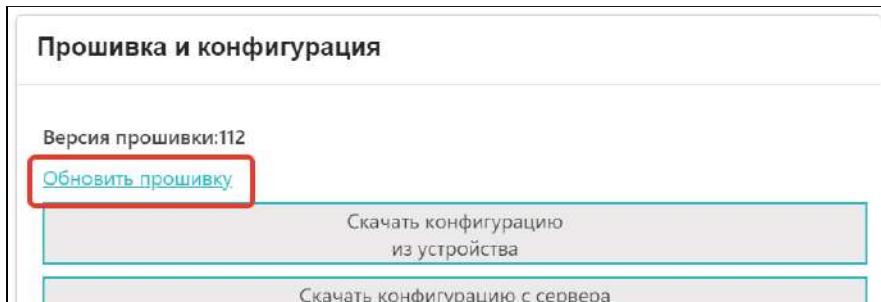 Прошивка и конфигурация
Версия прошивки:112
Обновить прошивку
Скачать конфигурацию
из устройства
Скачать конфигурацию с сервера